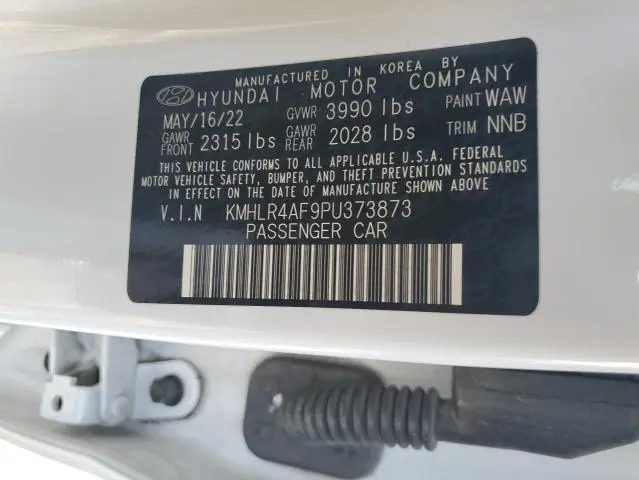 MANUFACTURED IN KOREA BY
HYUNDAI MOTOR COMPANY
MAY/16/22 GVWR 3990 lbs PAINT WAW
GAWR FRONT 2315 lbs GAWR REAR 2028 lbs TRIM NNB
THIS VEHICLE CONFORMS TO ALL APPLICABLE U.S.A. FEDERAL
MOTOR VEHICLE SAFETY, BUMPER, AND THEFT PREVENTION STANDARDS
IN EFFECT ON THE DATE OF MANUFACTURE SHOWN ABOVE
V.I.N KMHLR4AF9PU373873
PASSENGER CAR